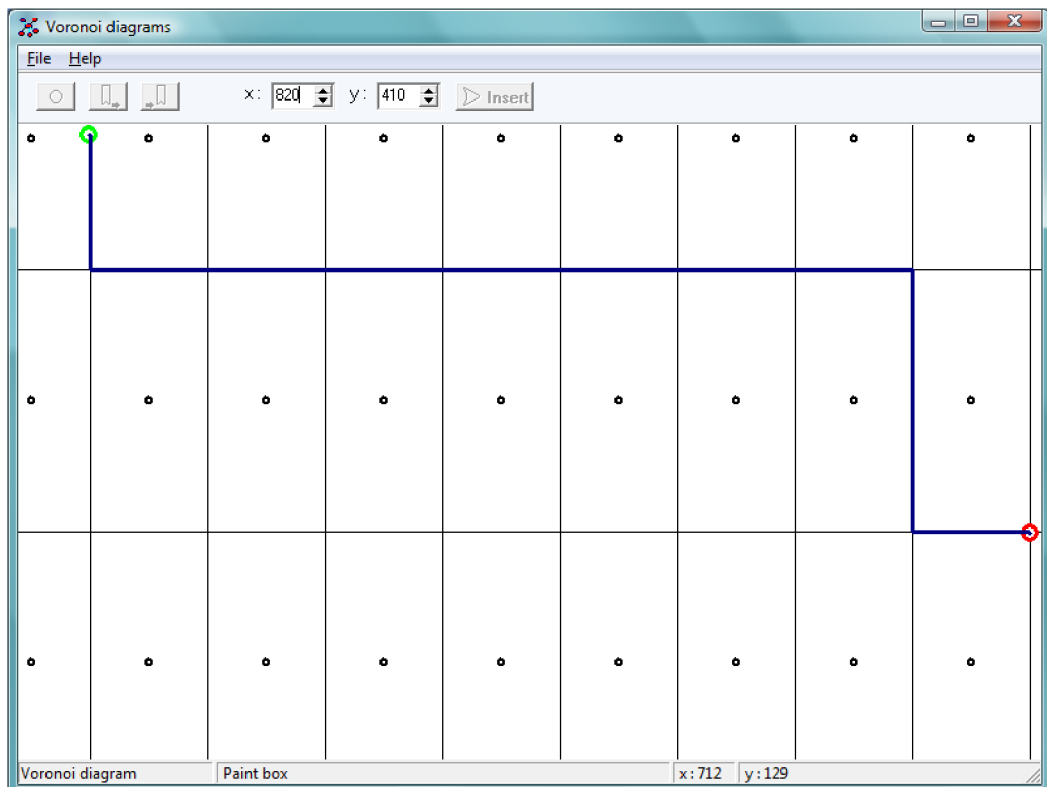 Voronoi diagrams
File Help
x: 820 y: 410 Insert
Voronoi diagram Paint box x:712 y:129